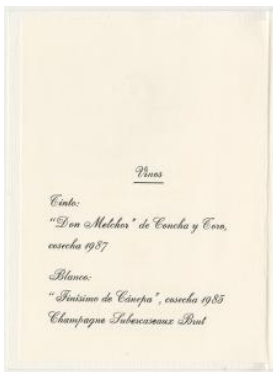 Vinos
Tinto:
"Don Melchor" de Concha y Toro,
cosecha 1987
Blanco:
"Finísimo de Cánepa", cosecha 1985
Champagne Subercaseaux Brut